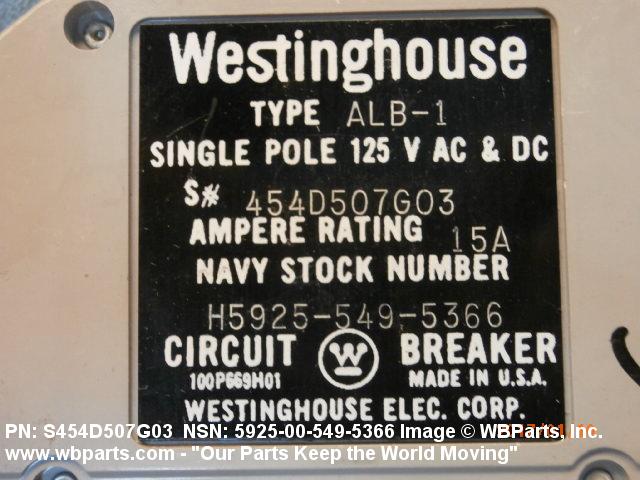 Westinghouse
TYPE ALB-1
SINGLE POLE 125 V AC & DC
S# 454D507G03
AMPERE RATING 15A
NAVY STOCK NUMBER
H5925-549-5366
CIRCUIT W BREAKER
100P669H01 MADE IN U.S.A.
WESTINGHOUSE ELEC. CORP.
PN: S454D507G03 NSN: 5925-00-549-5366 Image © WBParts, Inc.
www.wbparts.com - "Our Parts Keep the World Moving"